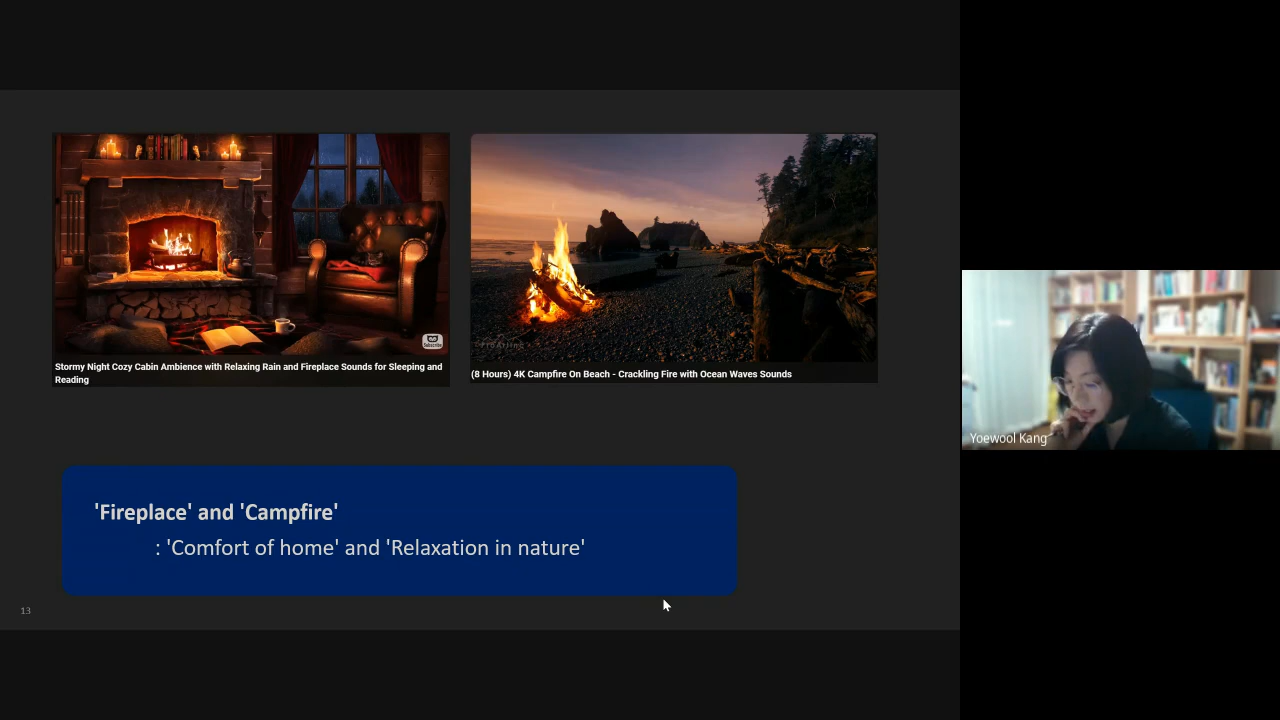 Subscribe
Stormy Night Cozy Cabin Ambience with Relaxing Rain and Fireplace Sounds for Sleeping and
Reading
(8 Hours) 4K Campfire On Beach - Crackling Fire with Ocean Waves Sounds
'Fireplace' and 'Campfire'
: 'Comfort of home' and 'Relaxation in nature'
13
Yoewool Kang